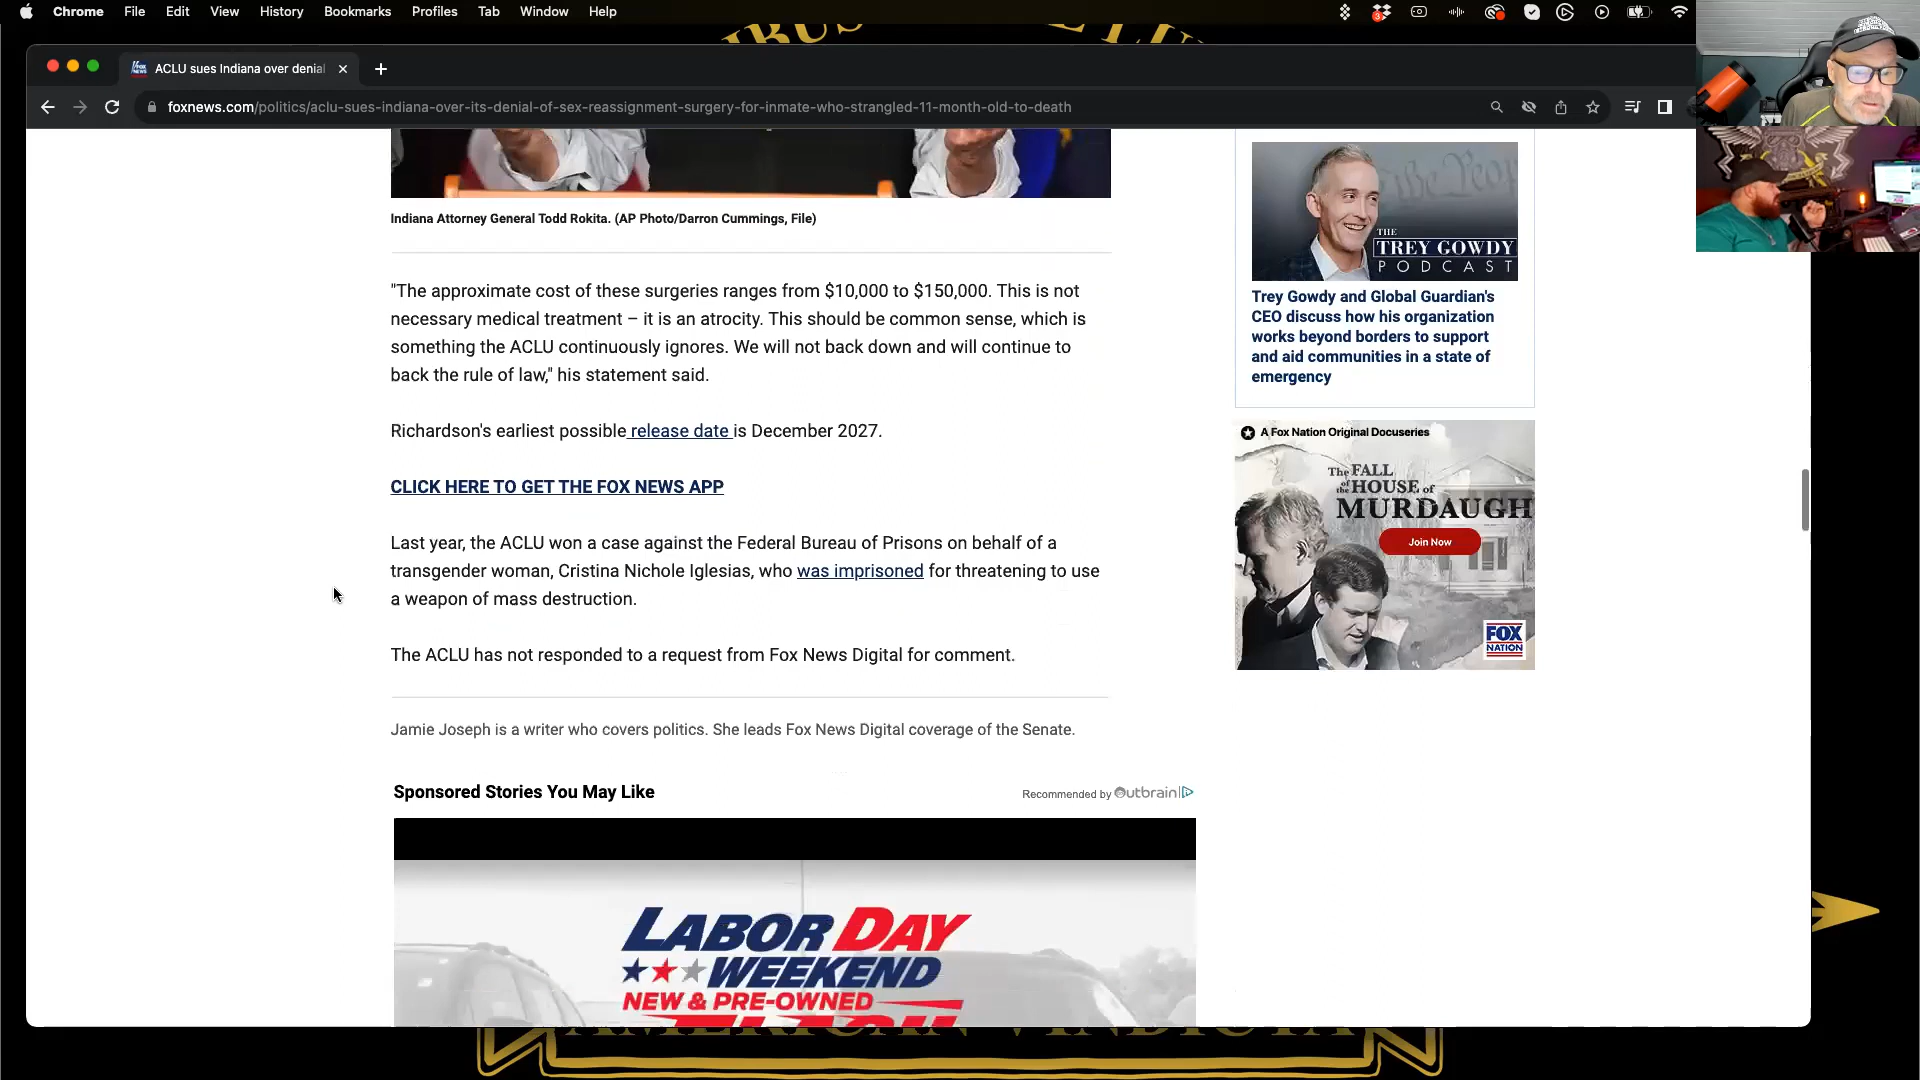 Chrome File Edit View History Bookmarks Profiles Tab Window Help
3
ACLU sues Indiana over denial
foxnews.com/politics/aclu-sues-indiana-over-its-denial-of-sex-reassignment-surgery-for-inmate-who-strangled-11-month-old-to-death
Indiana Attorney General Todd Rokita. (AP Photo/Darron Cummings, File)
"The approximate cost of these surgeries ranges from $10,000 to $150,000. This is not
necessary medical treatment – it is an atrocity. This should be common sense, which is
something the ACLU continuously ignores. We will not back down and will continue to
back the rule of law," his statement said.
Richardson's earliest possible release date is December 2027.
CLICK HERE TO GET THE FOX NEWS APP
Last year, the ACLU won a case against the Federal Bureau of Prisons on behalf of a
transgender woman, Cristina Nichole Iglesias, who was imprisoned for threatening to use
a weapon of mass destruction.
The ACLU has not responded to a request from Fox News Digital for comment.
Jamie Joseph is a writer who covers politics. She leads Fox News Digital coverage of the Senate.
Sponsored Stories You May Like
Recommended by Outbrain
LABOR DAY
WEEKEND
NEW & PRE-OWNED
We the People
THE
TREY GOWDY
PODCAST
Trey Gowdy and Global Guardian's
CEO discuss how his organization
works beyond borders to support
and aid communities in a state of
emergency
A Fox Nation Original Docuseries
The FALL
of the HOUSE of
MURDAUGH
Join Now
FOX
NATION
AMERICAN